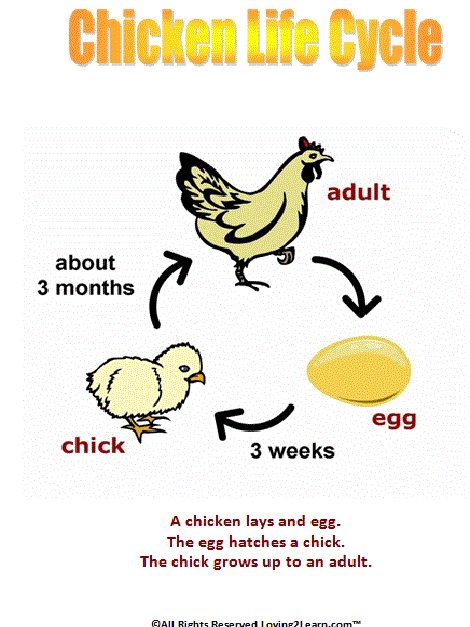 Chicken Life Cycle
adult
about
3 months
egg
chick
3 weeks
A chicken lays and egg.
The egg hatches a chick.
The chick grows up to an adult.
©All Rights Reserved Loving2Learn.com™